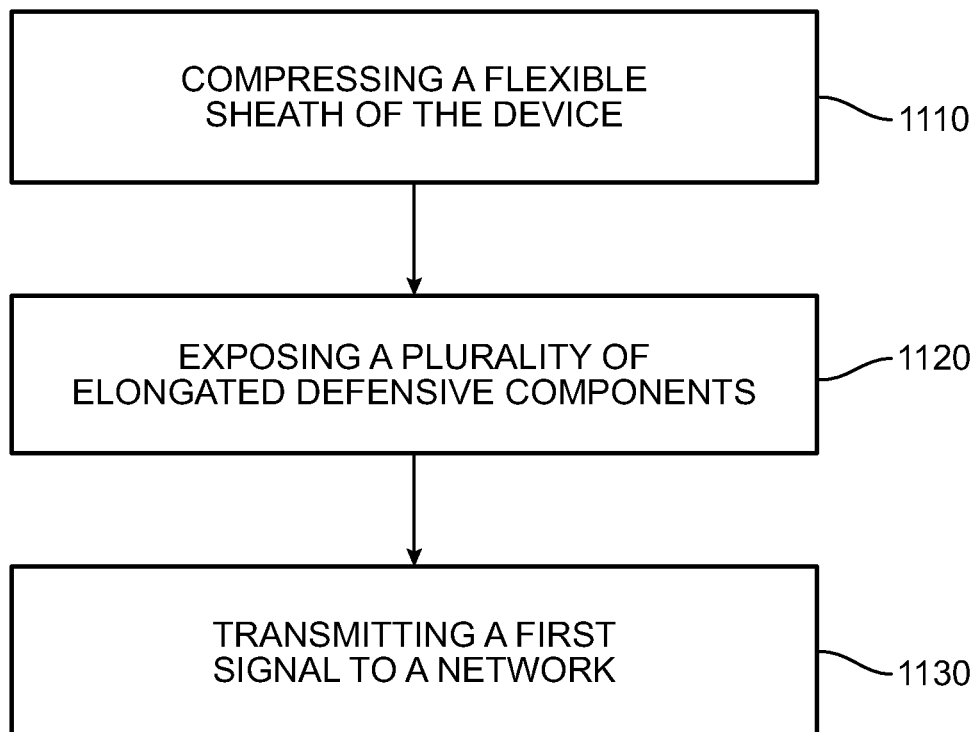 COMPRESSING A FLEXIBLE
SHEATH OF THE DEVICE
1110
EXPOSING A PLURALITY OF
ELONGATED DEFENSIVE COMPONENTS
1120
TRANSMITTING A FIRST
SIGNAL TO A NETWORK
1130